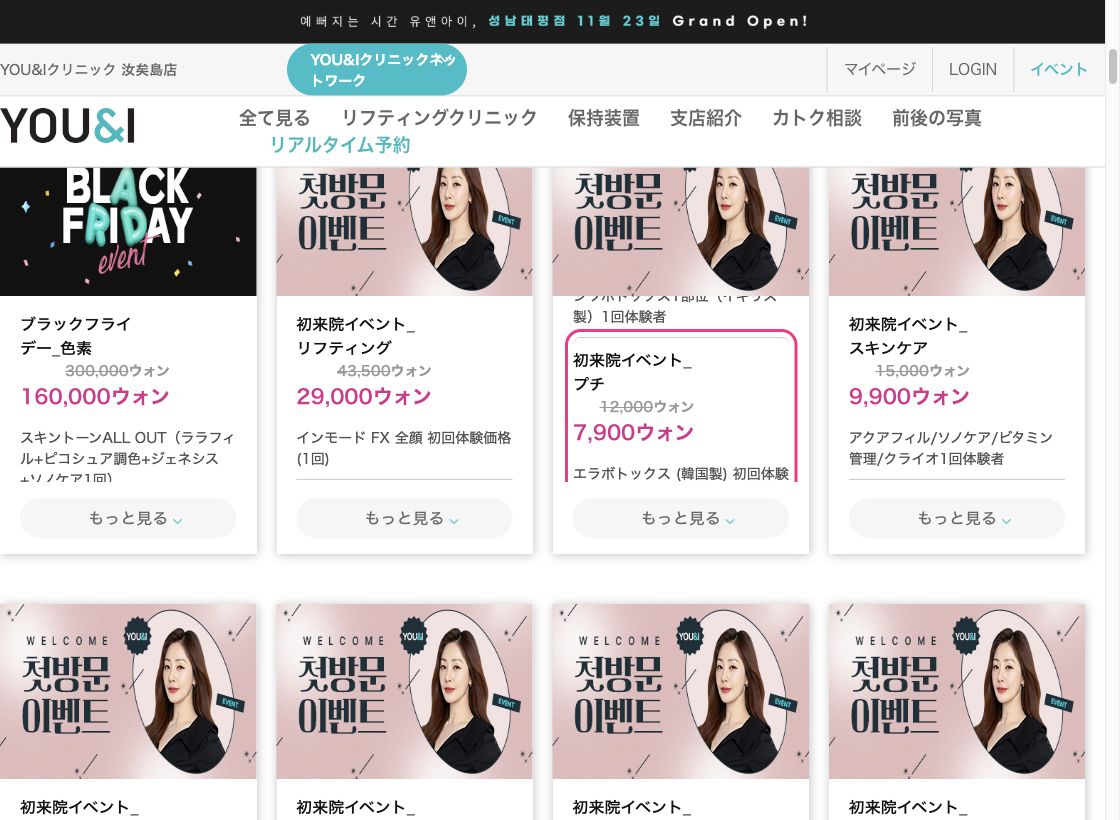 예뻐지는 시간 유앤아이, 성남태평점 11월 23일 Grand Open!
YOU&Iクリニック 汝矣島店
YOU&Iクリニックネッ
トワーク
マイページ
LOGIN
イベント
YOU&I
全て見る
リフティングクリニック
保持装置
支店紹介
カトク相談
前後の写真
リアルタイム予約
BLACK
FRIDAY
event
ブラックフライ
デー_色素
300,000ウォン
160,000ウォン
スキントーンALL OUT（ララフィ
ル+ピコシュア調色+ジェネシス
+ソノケア1回)
もっと見る
첫방문
이벤트
EVENT
初来院イベント_
リフティング
43,500ウォン
29,000ウォン
インモード FX 全顔 初回体験価格
(1回)
もっと見る
첫방문
이벤트
EVENT
製）1回体験者
初来院イベント_
プチ
12,000ウォン
7,900ウォン
エラボトックス (韓国製) 初回体験
もっと見る
첫방문
이벤트
EVENT
初来院イベント_
スキンケア
15,000ウォン
9,900ウォン
アクアフィル/ソノケア/ビタミン
管理/クライオ1回体験者
もっと見る
WELCOME
YOU&I
첫방문
이벤트
EVENT
初来院イベント_
WELCOME
YOU&I
첫방문
이벤트
EVENT
初来院イベント_
WELCOME
YOU&I
첫방문
이벤트
EVENT
初来院イベント_
WELCOME
YOU&I
첫방문
이벤트
EVENT
初来院イベント_